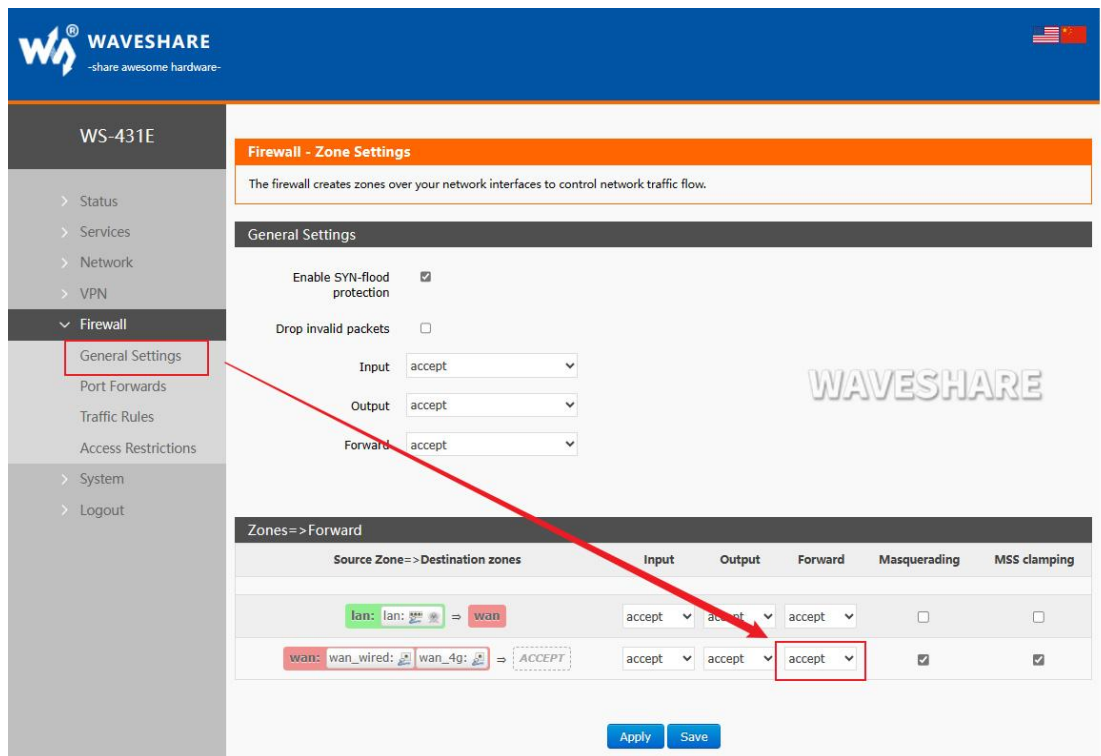 WAVESHARE
-share awesome hardware-
WS-431E
Status
Services
Network
VPN
Firewall
General Settings
Port Forwards
Traffic Rules
Access Restrictions
System
Logout
Firewall - Zone Settings
The firewall creates zones over your network interfaces to control network traffic flow.
General Settings
Enable SYN-flood
protection
Drop invalid packets
Input accept
Output accept
Forward accept
WAVESHARE
Zones=>Forward
Source Zone=>Destination zones Input Output Forward Masquerading MSS clamping
lan: lan: ⇒ wan accept accept accept
wan: wan_wired: wan_4g: ⇒ ACCEPT accept accept accept
Apply Save